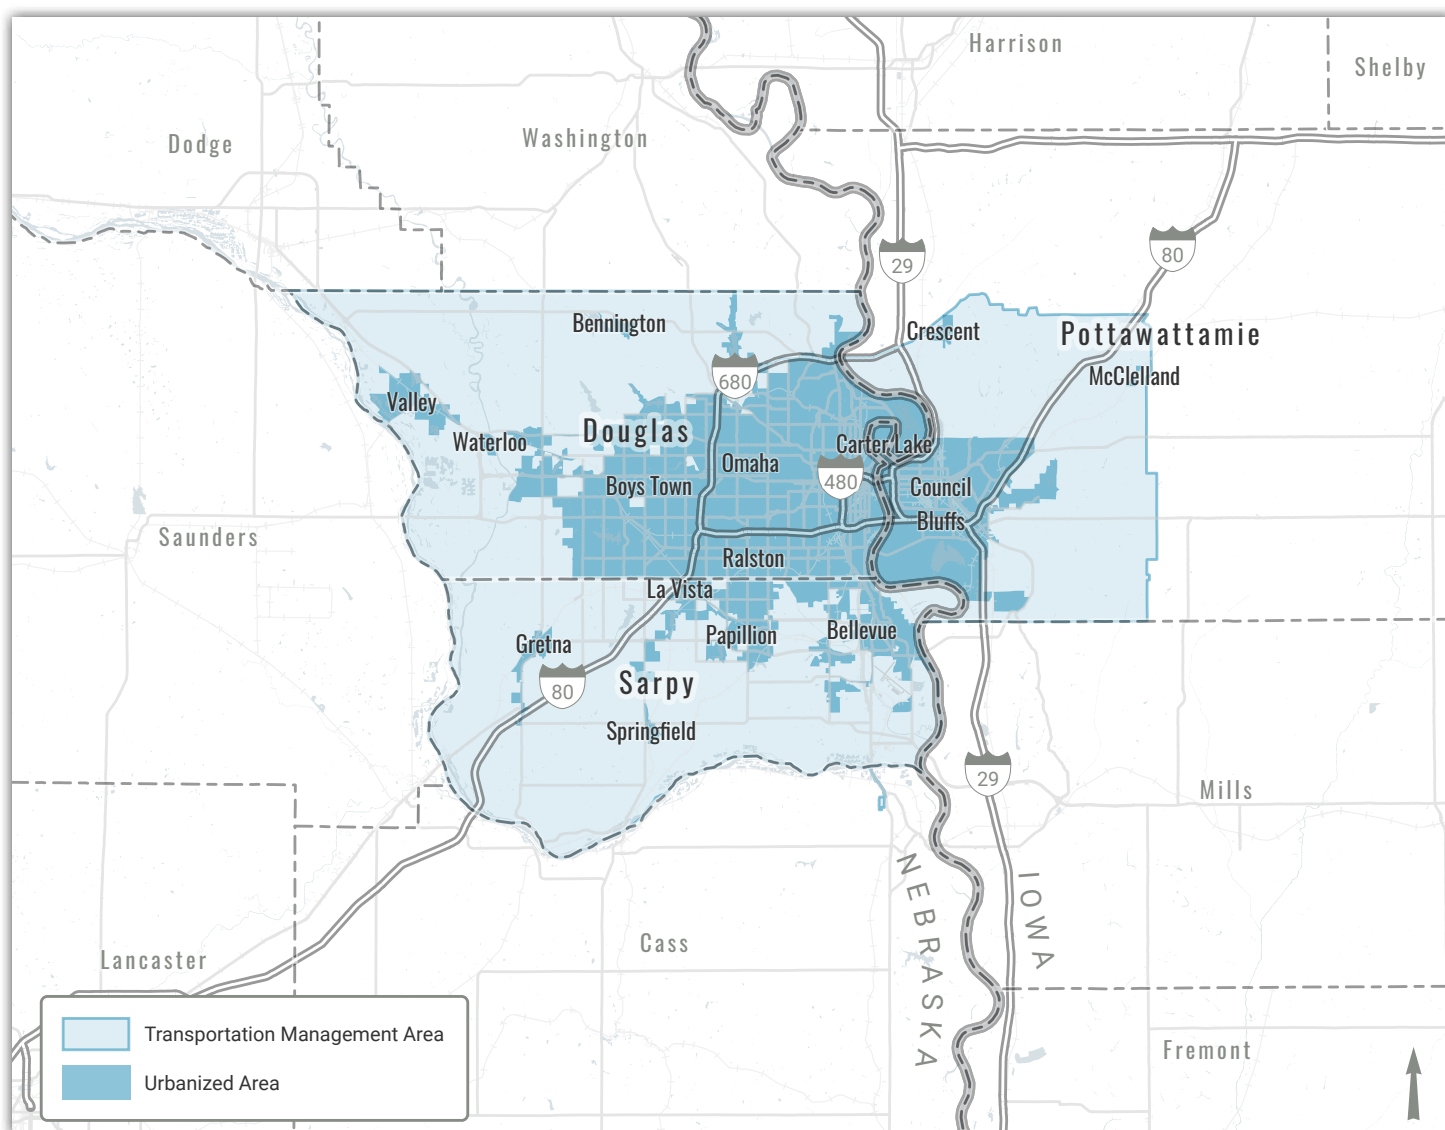 Harrison
Shelby
Dodge
Washington
29
80
Bennington
Crescent
Pottawattamie
McClelland
680
Valley
Douglas
Waterloo
Carter Lake
Omaha
480
Boys Town
Council
Bluffs
Saunders
Ralston
La Vista
Gretna
Papillion
Bellevue
80
Sarpy
Springfield
29
Mills
NEBRASKA
IOWA
Cass
Lancaster
Fremont
Transportation Management Area
Urbanized Area